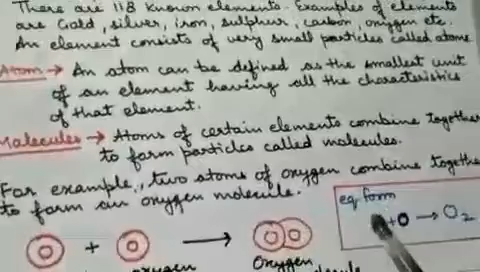 There are 118 known elements. Examples of elements
are Gold, silver, iron, sulphur, carbon, oxygen etc.
An element consists of very small particles called atoms
Atom → An atom can be defined as the smallest unit
of an element having all the characteristics
of that element.
Molecules → Atoms of certain elements combine together
to form particles called molecules.
For example, two atoms of oxygen combine together
to form an oxygen molecule.
eq. form
+ O → O2
+ →
oxygen
Oxygen